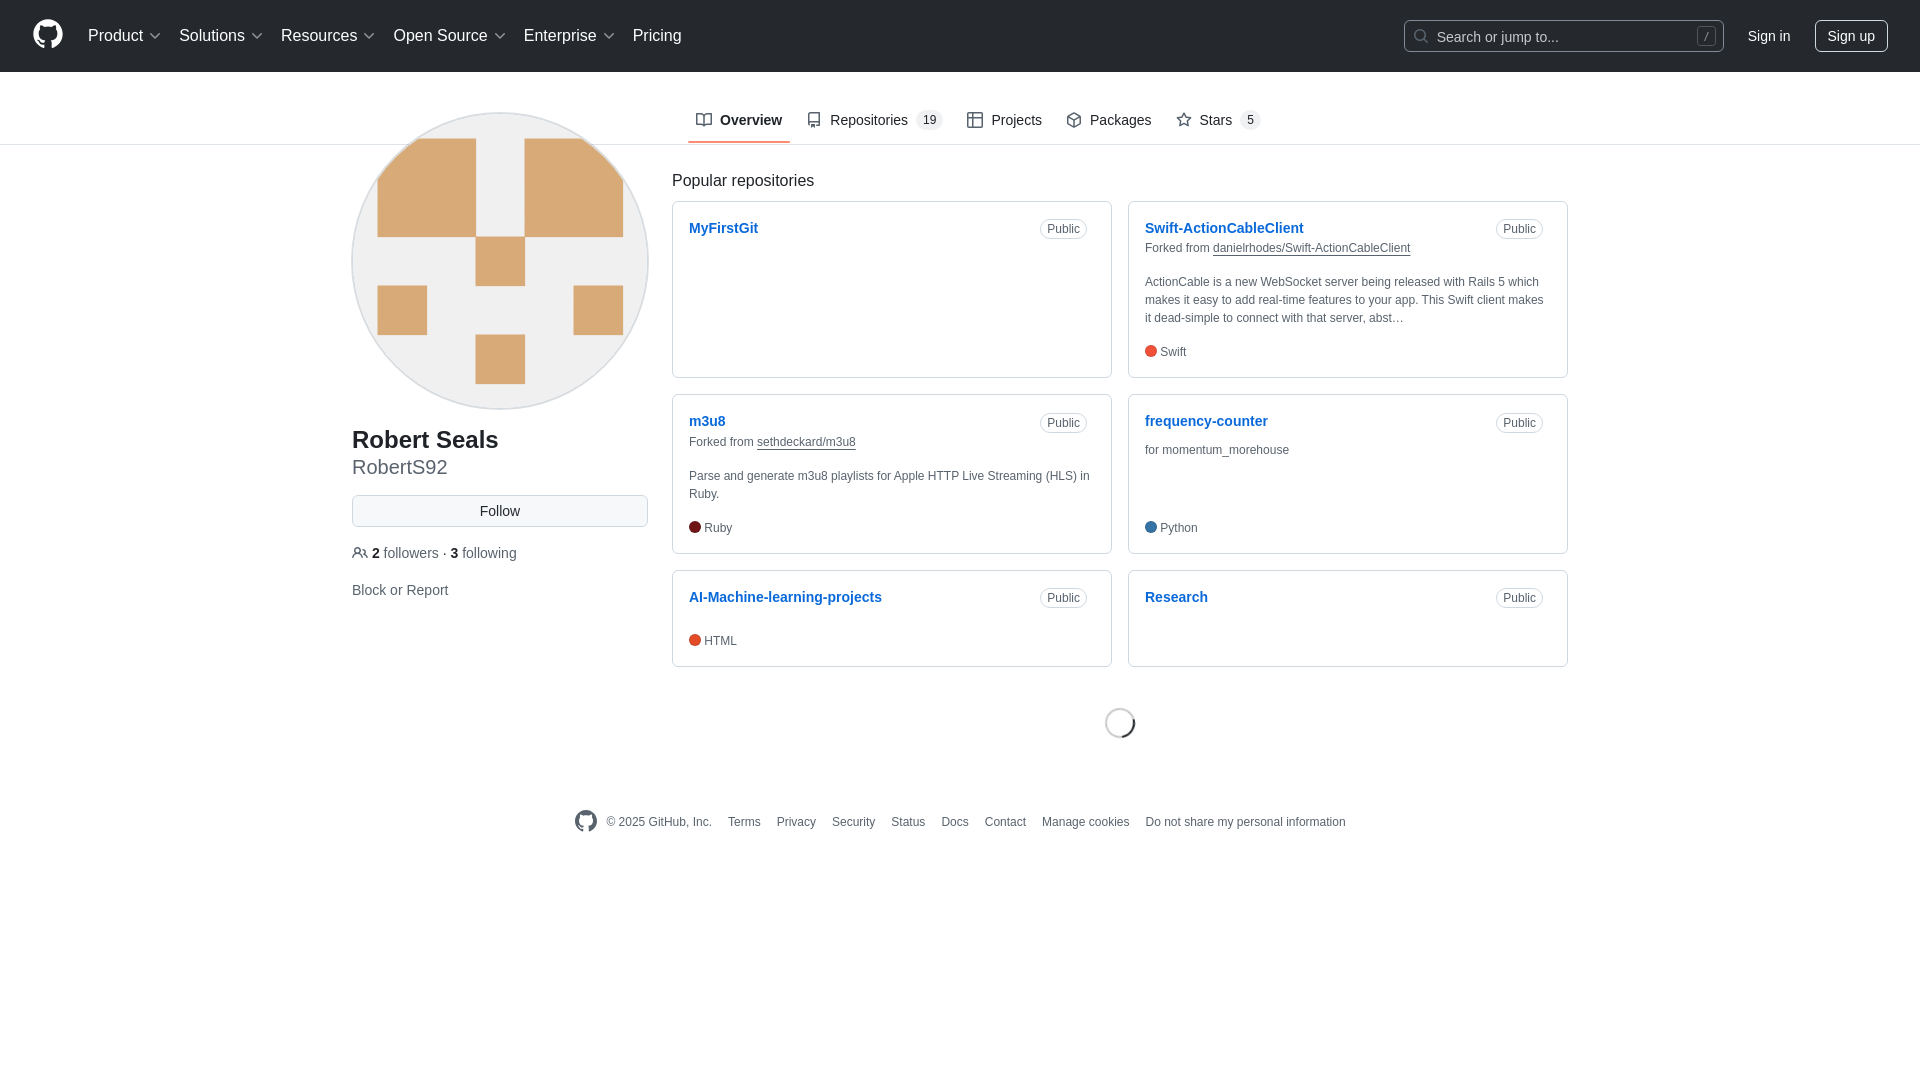 Product Solutions Resources Open Source Enterprise Pricing Search or jump to... / Sign in Sign up
Overview Repositories 19 Projects Packages Stars 5
Robert Seals
RobertS92
Follow
2 followers · 3 following
Block or Report
Popular repositories
MyFirstGit Public
Swift-ActionCableClient Public
Forked from danielrhodes/Swift-ActionCableClient
ActionCable is a new WebSocket server being released with Rails 5 which
makes it easy to add real-time features to your app. This Swift client makes
it dead-simple to connect with that server, abst…
Swift
m3u8 Public
Forked from sethdeckard/m3u8
Parse and generate m3u8 playlists for Apple HTTP Live Streaming (HLS) in
Ruby.
Ruby
frequency-counter Public
for momentum_morehouse
Python
AI-Machine-learning-projects Public
HTML
Research Public
© 2025 GitHub, Inc. Terms Privacy Security Status Docs Contact Manage cookies Do not share my personal information